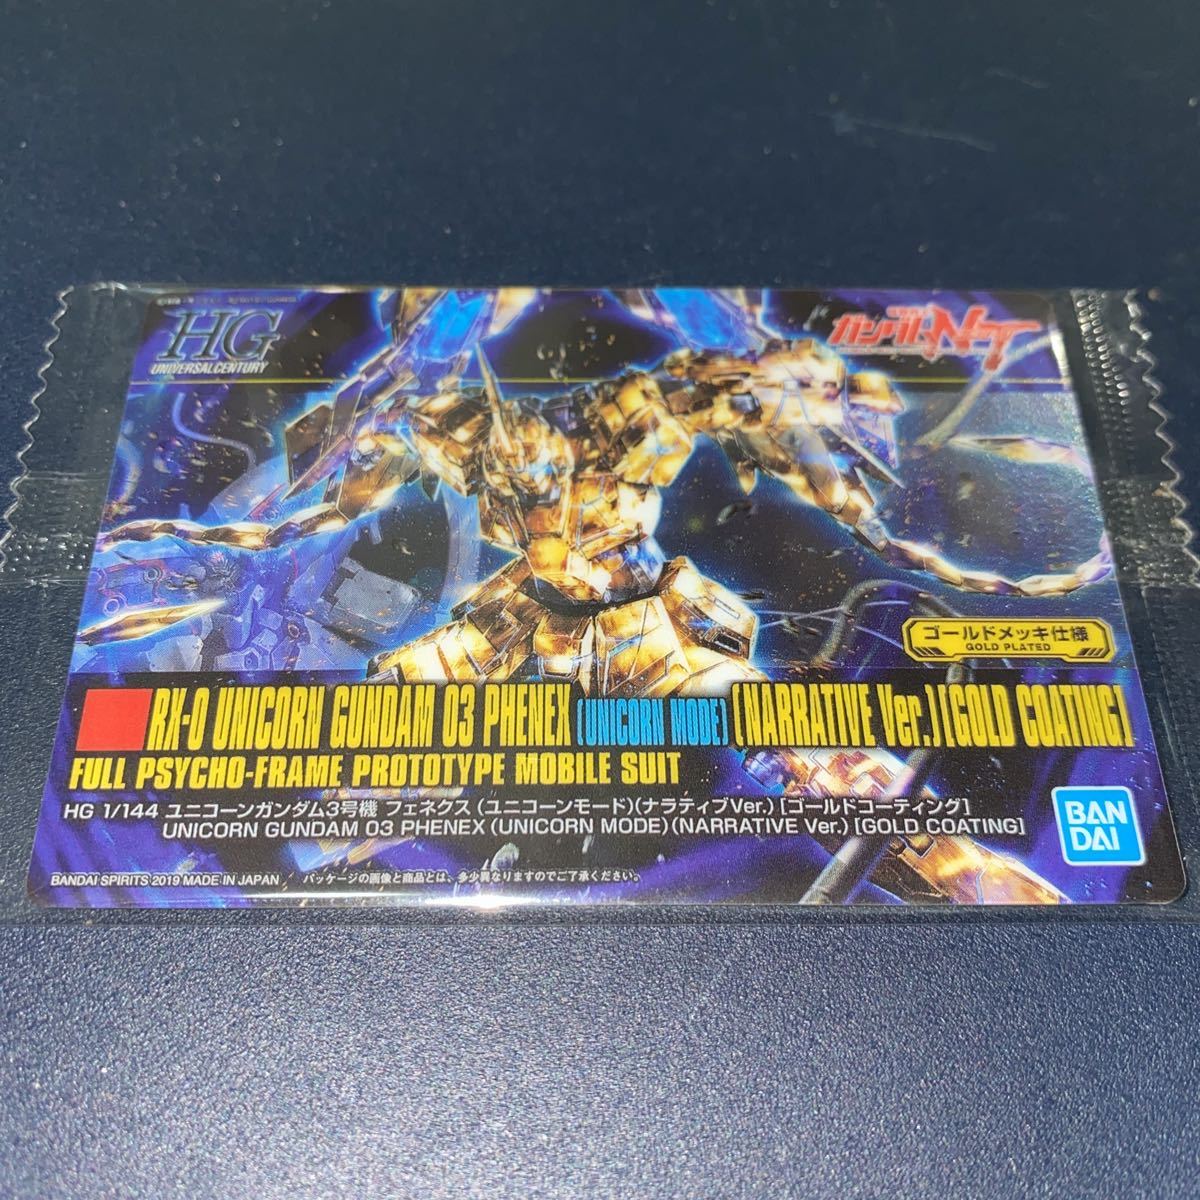 HG
UNIVERSAL CENTURY
ガンダムNT
ゴールドメッキ仕様
GOLD PLATED
RX-0 UNICORN GUNDAM 03 PHENEX (UNICORN MODE) (NARRATIVE Ver.) [GOLD COATING]
FULL PSYCHO-FRAME PROTOTYPE MOBILE SUIT
HG 1/144 ユニコーンガンダム3号機 フェネクス (ユニコーンモード)(ナラティブVer.) [ゴールドコーティング]
UNICORN GUNDAM 03 PHENEX (UNICORN MODE) (NARRATIVE Ver.) [GOLD COATING]
BAN
DAI
BANDAI SPIRITS 2019 MADE IN JAPAN / パッケージの画像と商品とは、多少異なりますのでご了承ください。